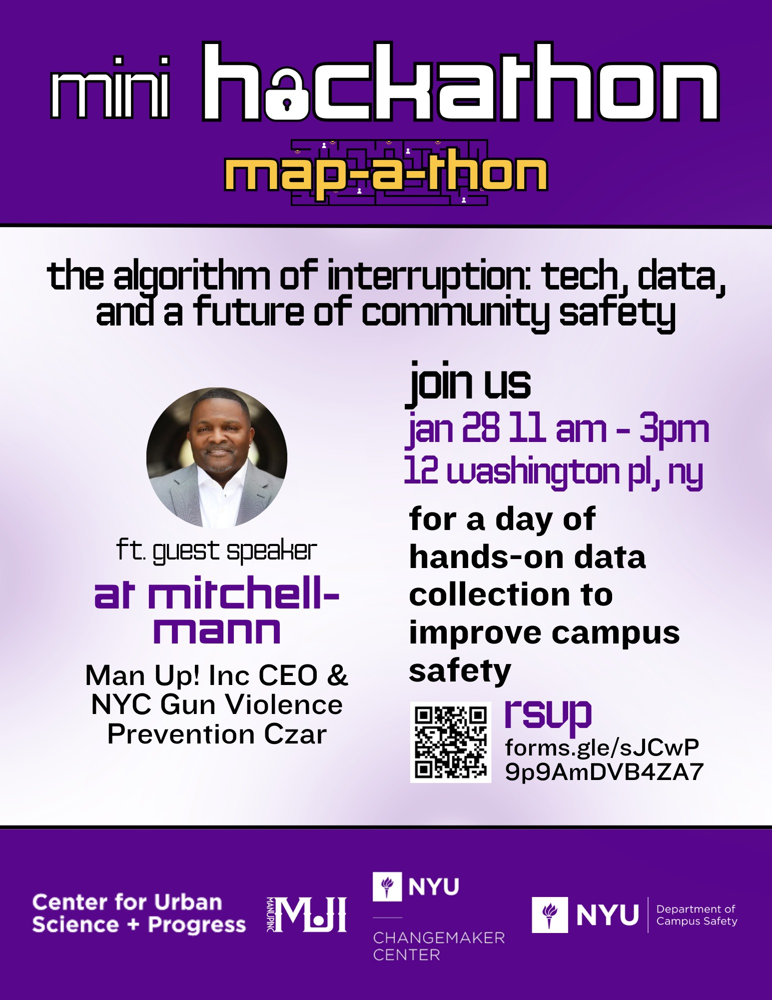 mini hackathon
map-a-thon
the algorithm of interruption: tech, data,
and a future of community safety
join us
jan 28 11 am - 3pm
12 washington pl, ny
for a day of
hands-on data
collection to
improve campus
safety
ft. guest speaker
at mitchell-
mann
Man Up! Inc CEO &
NYC Gun Violence
Prevention Czar
rsvp
forms.gle/sJCwP
9p9AmDVB4ZA7
Center for Urban
Science + Progress
MANUPINC
MJI
NYU
CHANGEMAKER
CENTER
NYU
Department of
Campus Safety